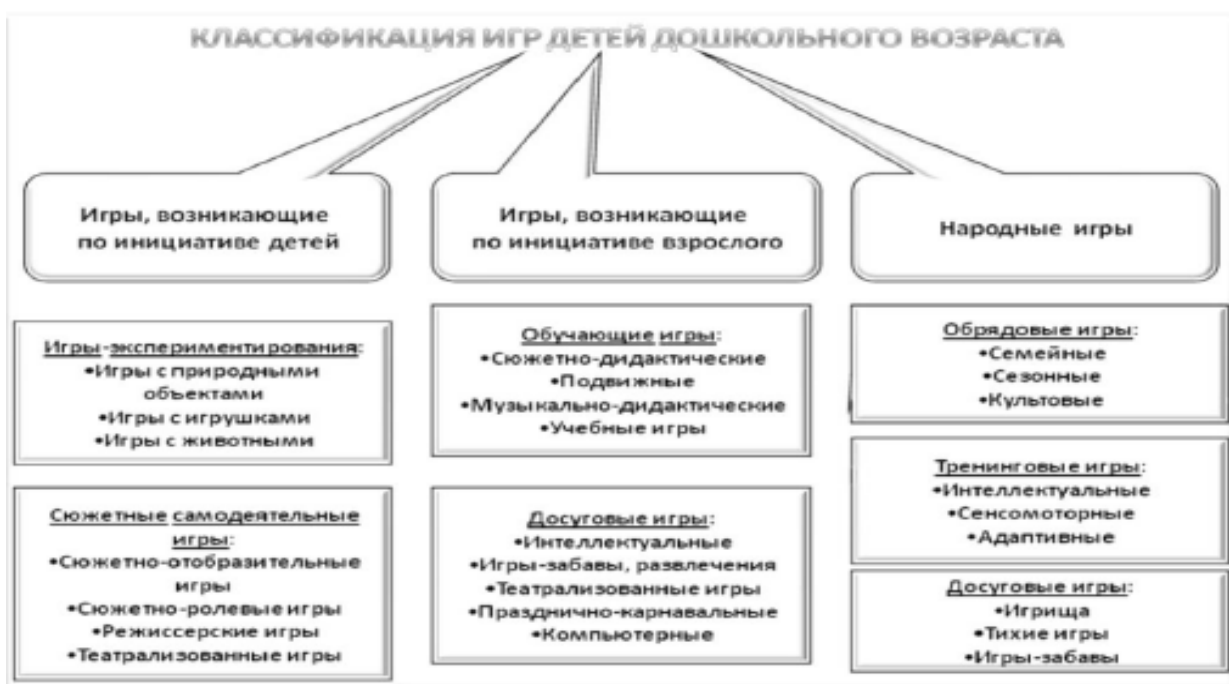 КЛАССИФИКАЦИЯ ИГР ДЕТЕЙ ДОШКОЛЬНОГО ВОЗРАСТА
Игры, возникающие
по инициативе детей
Игры-экспериментирования:
•Игры с природными
объектами
•Игры с игрушками
•Игры с животными
Сюжетные самодеятельные
игры:
•Сюжетно-отобразительные
игры
•Сюжетно-ролевые игры
•Режиссерские игры
•Театрализованные игры
Игры, возникающие
по инициативе взрослого
Обучающие игры:
•Сюжетно-дидактические
•Подвижные
•Музыкально-дидактические
•Учебные игры
Досуговые игры:
•Интеллектуальные
•Игры-забавы, развлечения
•Театрализованные игры
•Празднично-карнавальные
•Компьютерные
Народные игры
Обрядовые игры:
•Семейные
•Сезонные
•Культовые
Тренинговые игры:
•Интеллектуальные
•Сенсомоторные
•Адаптивные
Досуговые игры:
•Игрища
•Тихие игры
•Игры-забавы